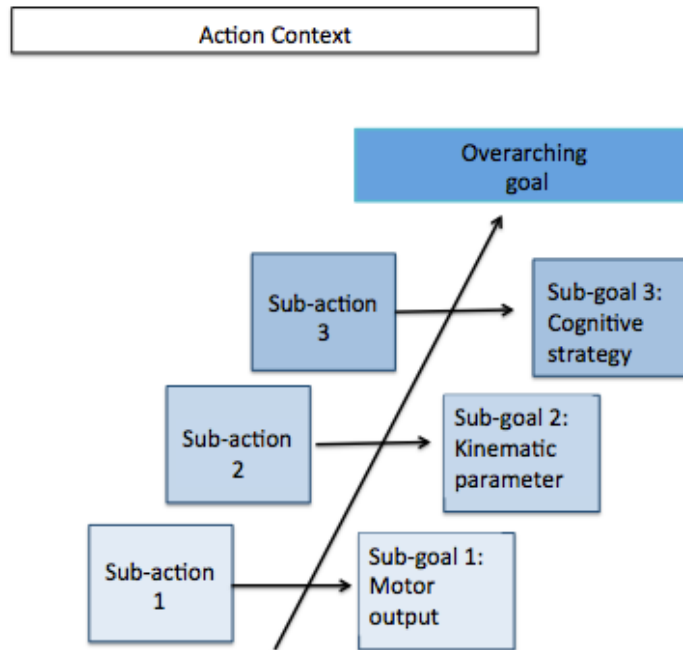 Action Context
Overarching
goal
Sub-action
3
Sub-goal 3:
Cognitive
strategy
Sub-action
2
Sub-goal 2:
Kinematic
parameter
Sub-action
1
Sub-goal 1:
Motor
output